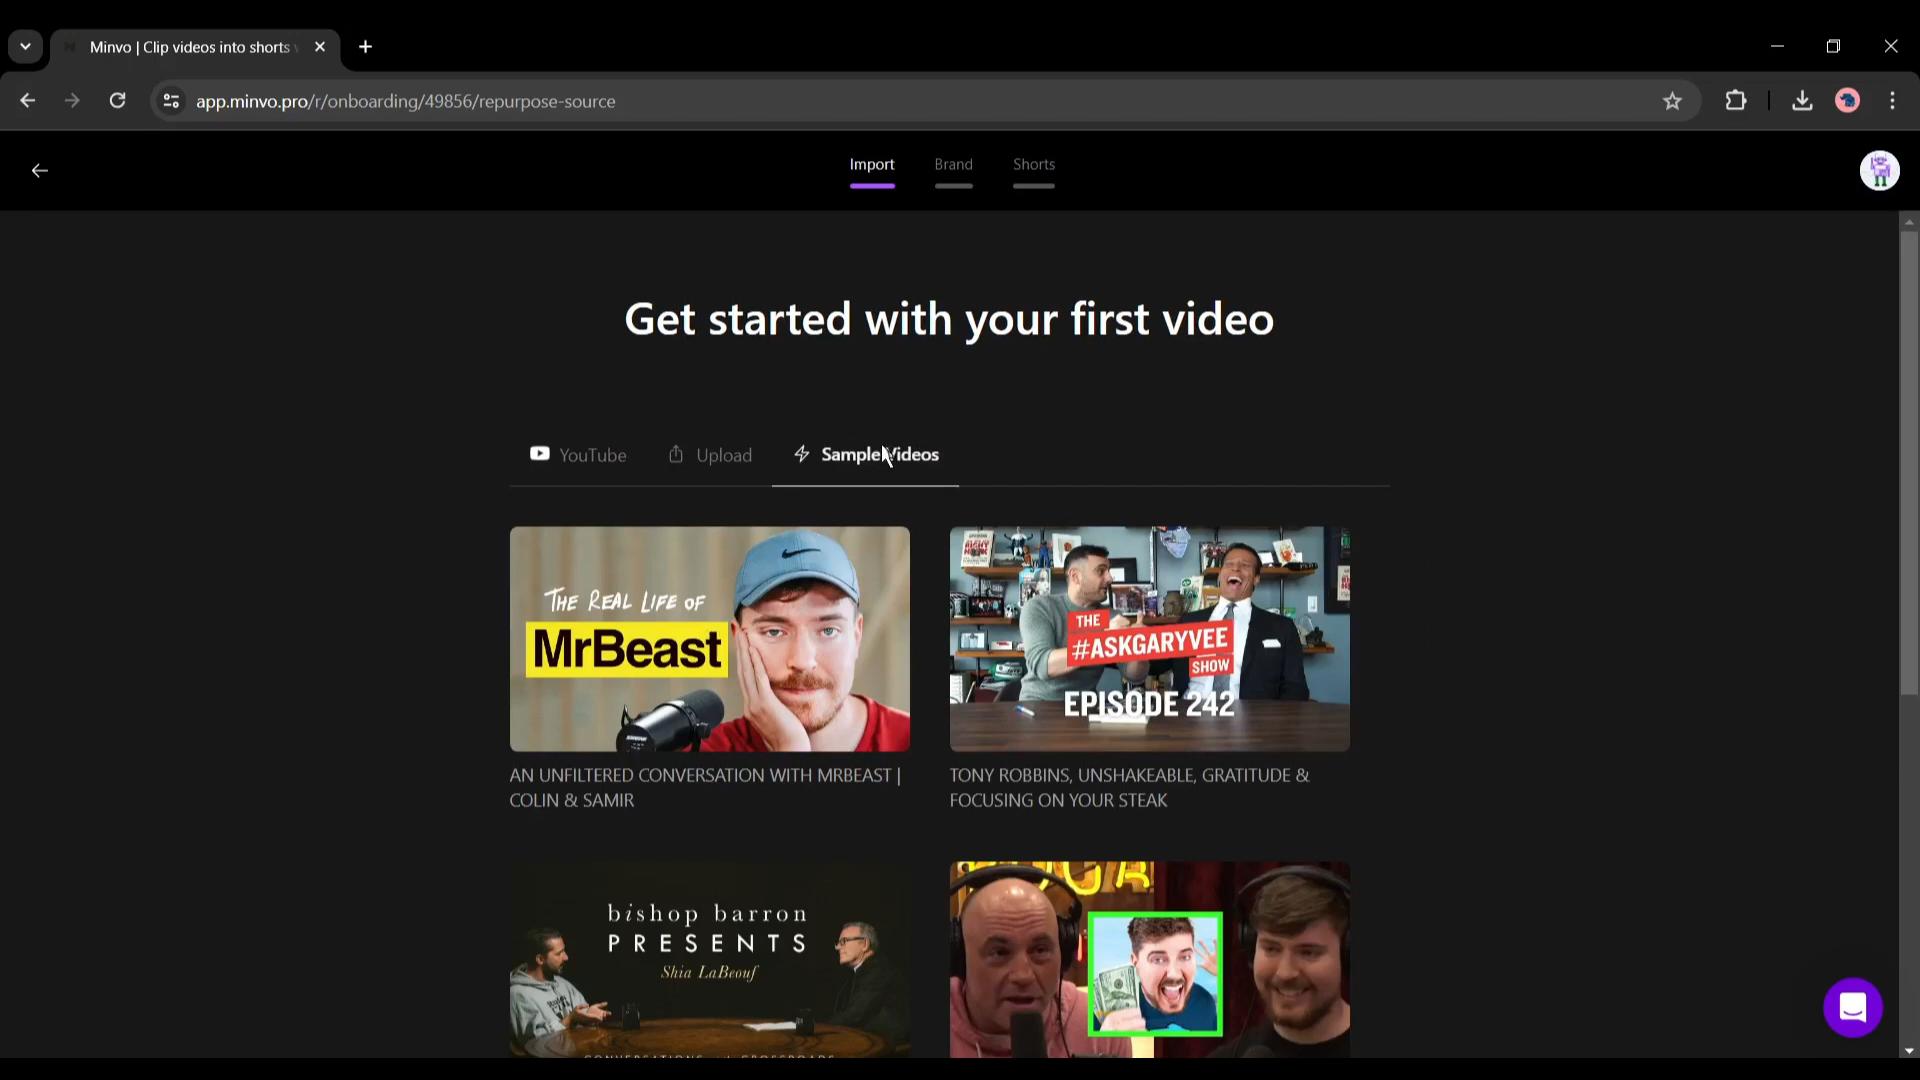 Minvo | Clip videos into shorts
app.minvo.pro/r/onboarding/49856/repurpose-source
Import
Brand
Shorts
Get started with your first video
YouTube
Upload
Sample Videos
THE REAL LIFE OF
MrBeast
THE
#ASKGARYVEE
SHOW
EPISODE 242
AN UNFILTERED CONVERSATION WITH MRBEAST |
COLIN & SAMIR
TONY ROBBINS, UNSHAKEABLE, GRATITUDE &
FOCUSING ON YOUR STEAK
bishop barron
PRESENTS
Shia LaBeouf